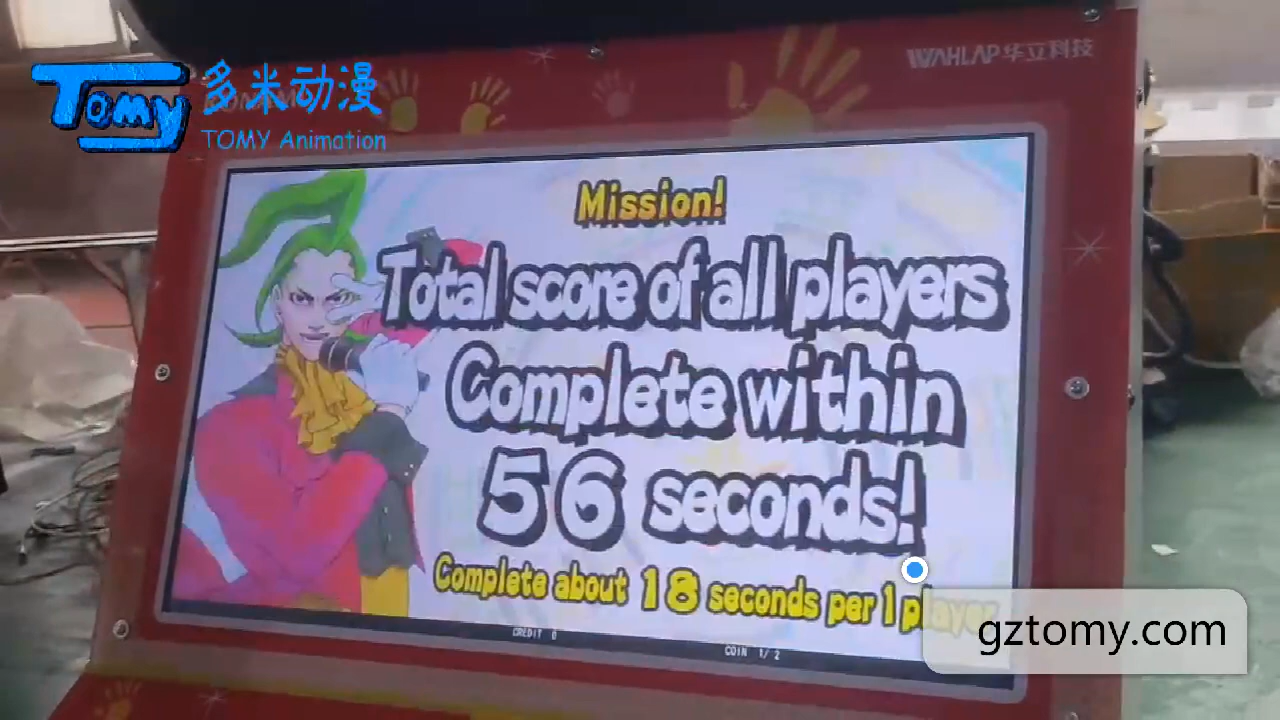 WAHLAP华立科技
Tomy
多米动漫
TOMY Animation
Mission!
Total score of all players
Complete within
56 seconds!
Complete about 18 seconds per 1 player
CREDIT 0
COIN 1/2
gztomy.com